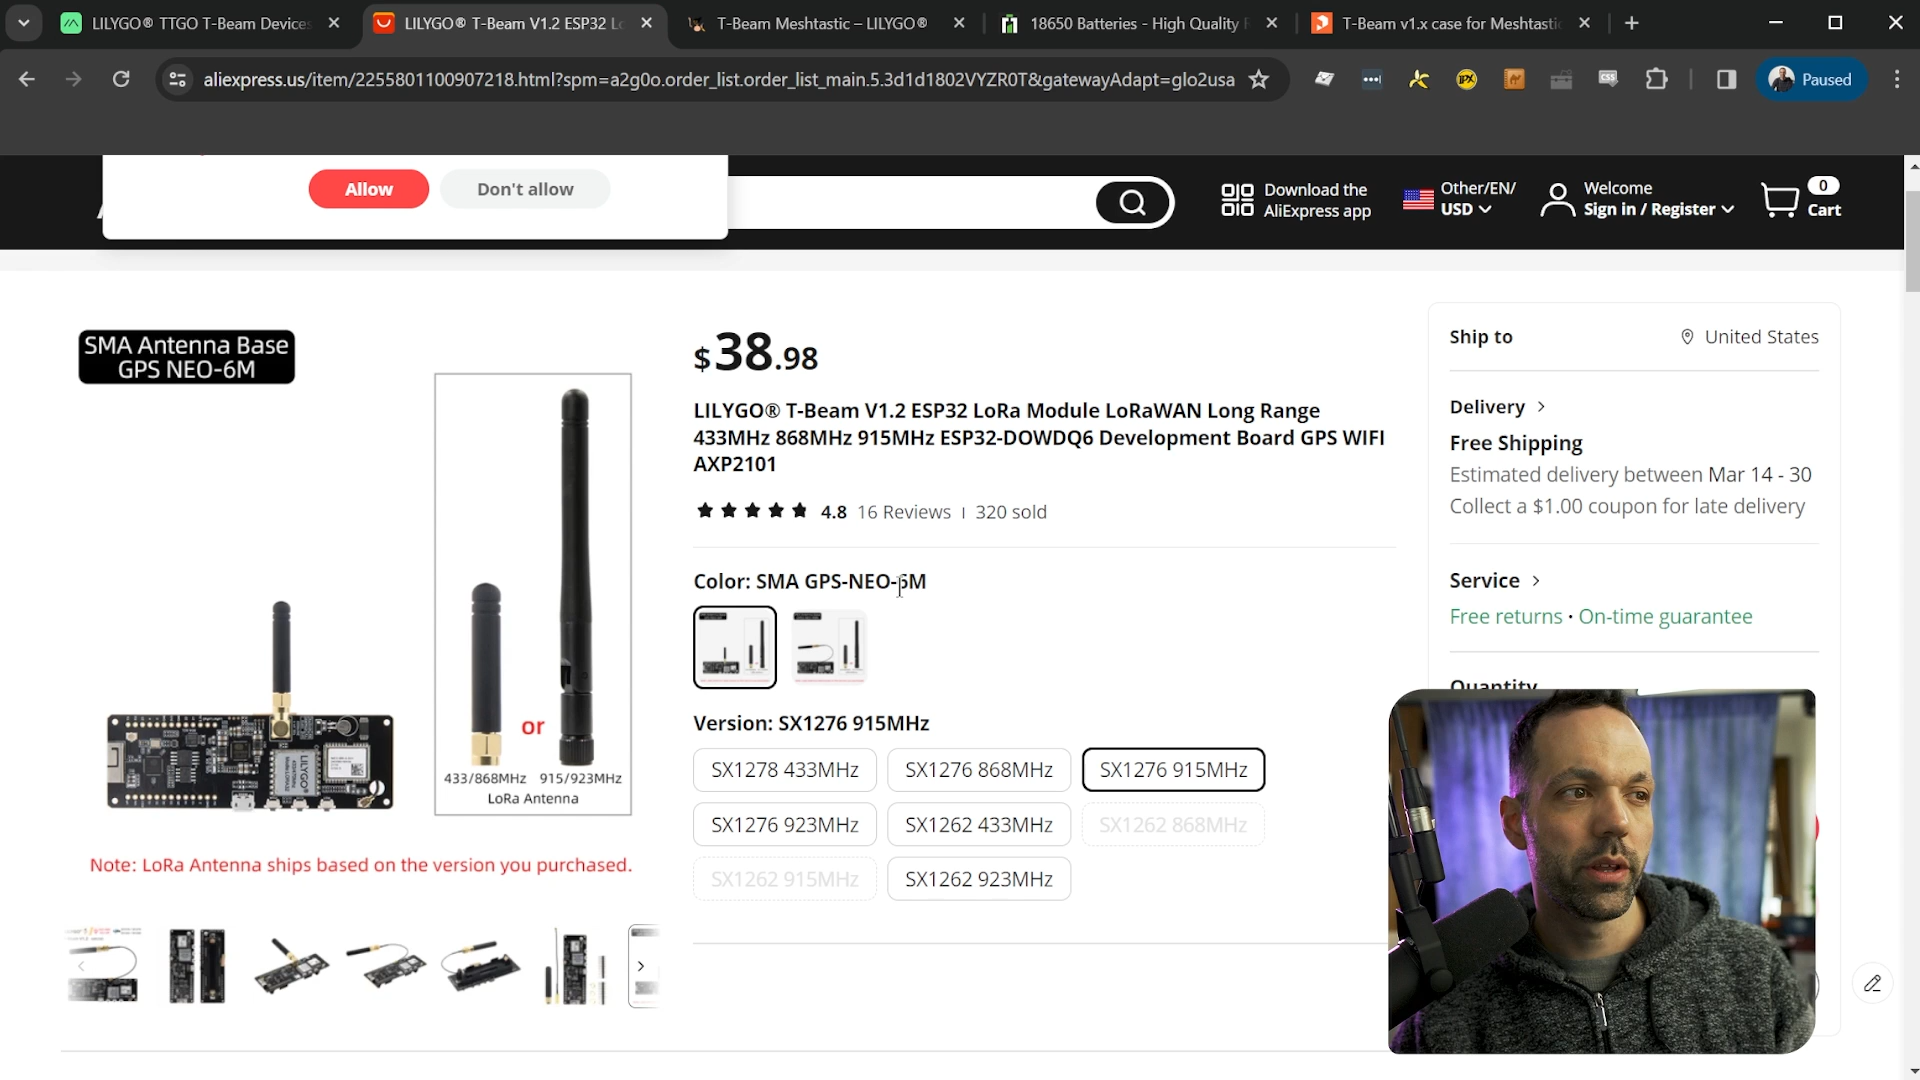 LILYGO® TTGO T-Beam Devices
LILYGO® T-Beam V1.2 ESP32 Lo
T-Beam Meshtastic – LILYGO®
18650 Batteries - High Quality
T-Beam v1.x case for Meshtastic
aliexpress.us/item/2255801100907218.html?spm=a2g0o.order_list.order_list_main.5.3d1d1802VYZR0T&gatewayAdapt=glo2usa
IPX
CSS
Paused
Allow
Don't allow
Download the
AliExpress app
Other/EN/
USD
Welcome
Sign in / Register
0
Cart
SMA Antenna Base
GPS NEO-6M
or
433/868MHz 915/923MHz
LoRa Antenna
Note: LoRa Antenna ships based on the version you purchased.
$38.98
LILYGO® T-Beam V1.2 ESP32 LoRa Module LoRaWAN Long Range
433MHz 868MHz 915MHz ESP32-DOWDQ6 Development Board GPS WIFI
AXP2101
4.8 16 Reviews | 320 sold
Color: SMA GPS-NEO-6M
Version: SX1276 915MHz
SX1278 433MHz
SX1276 868MHz
SX1276 915MHz
SX1276 923MHz
SX1262 433MHz
SX1262 868MHz
SX1262 915MHz
SX1262 923MHz
Ship to
United States
Delivery
Free Shipping
Estimated delivery between Mar 14 - 30
Collect a $1.00 coupon for late delivery
Service
Free returns • On-time guarantee
Quantity